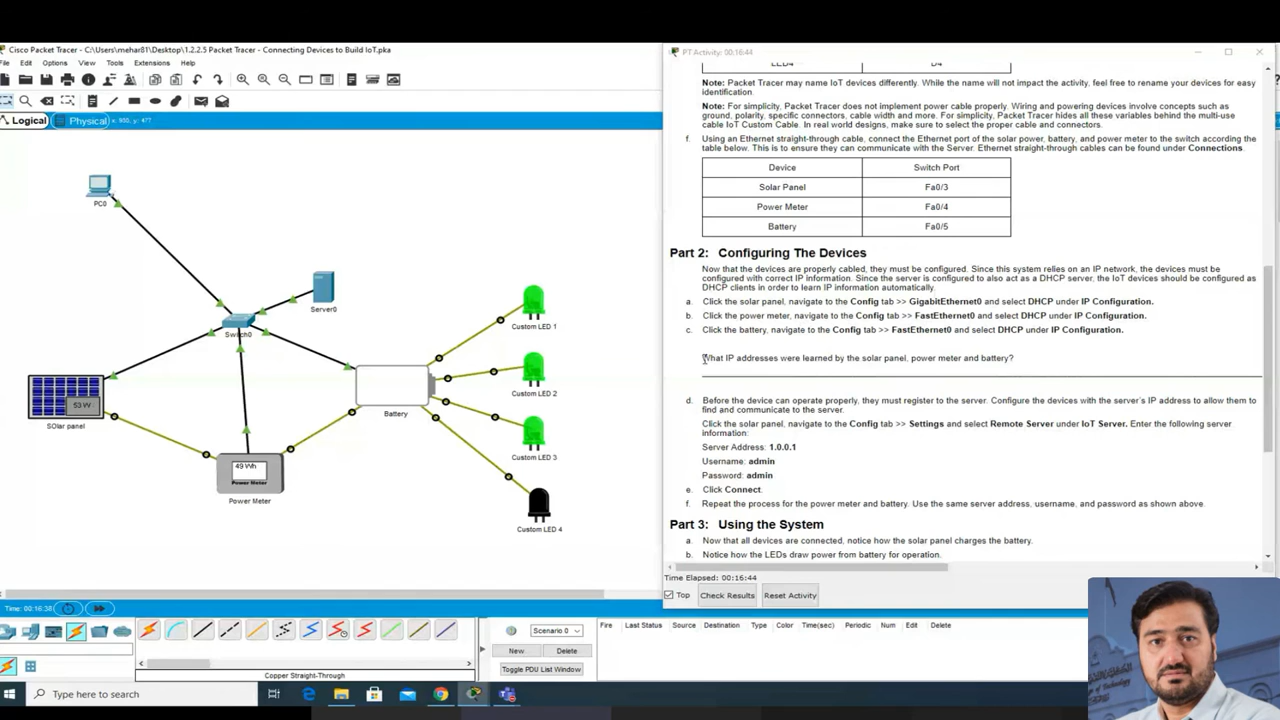 Cisco Packet Tracer - C:\Users\mehar81\Desktop\1.2.2.5 Packet Tracer - Connecting Devices to Build IoT.pka
File Edit Options View Tools Extensions Help
Logical Physical x: 955, y: 477
PC0
Server0
Switch0
53 W
SOlar panel
49 Wh
Power Meter
Power Meter
Battery
Custom LED 1
Custom LED 2
Custom LED 3
Custom LED 4
PT Activity: 00:16:44
LED4 D4
Note: Packet Tracer may name IoT devices differently. While the name will not impact the activity, feel free to rename your devices for easy
identification.
Note: For simplicity, Packet Tracer does not implement power cable properly. Wiring and powering devices involve concepts such as
ground, polarity, specific connectors, cable width and more. For simplicity, Packet Tracer hides all these variables behind the multi-use
cable IoT Custom Cable. In real world designs, make sure to select the proper cable and connectors.
f. Using an Ethernet straight-through cable, connect the Ethernet port of the solar power, battery, and power meter to the switch according the
table below. This is to ensure they can communicate with the Server. Ethernet straight-through cables can be found under Connections
Device Switch Port
Solar Panel Fa0/3
Power Meter Fa0/4
Battery Fa0/5
Part 2: Configuring The Devices
Now that the devices are properly cabled, they must be configured. Since this system relies on an IP network, the devices must be
configured with correct IP information. Since the server is configured to also act as a DHCP server, the IoT devices should be configured as
DHCP clients in order to learn IP information automatically.
a. Click the solar panel, navigate to the Config tab >> GigabitEthernet0 and select DHCP under IP Configuration.
b. Click the power meter, navigate to the Config tab >> FastEthernet0 and select DHCP under IP Configuration.
c. Click the battery, navigate to the Config tab >> FastEthernet0 and select DHCP under IP Configuration.
What IP addresses were learned by the solar panel, power meter and battery?
d. Before the device can operate properly, they must register to the server. Configure the devices with the server's IP address to allow them to
find and communicate to the server.
Click the solar panel, navigate to the Config tab >> Settings and select Remote Server under IoT Server. Enter the following server
information:
Server Address: 1.0.0.1
Username: admin
Password: admin
e. Click Connect.
f. Repeat the process for the power meter and battery. Use the same server address, username, and password as shown above.
Part 3: Using the System
a. Now that all devices are connected, notice how the solar panel charges the battery.
b. Notice how the LEDs draw power from battery for operation.
Time Elapsed: 00:16:44
Top Check Results Reset Activity
Time: 00:16:38
Scenario 0
New Delete
Toggle PDU List Window
Fire Last Status Source Destination Type Color Time(sec) Periodic Num Edit Delete
Copper Straight-Through
Type here to search